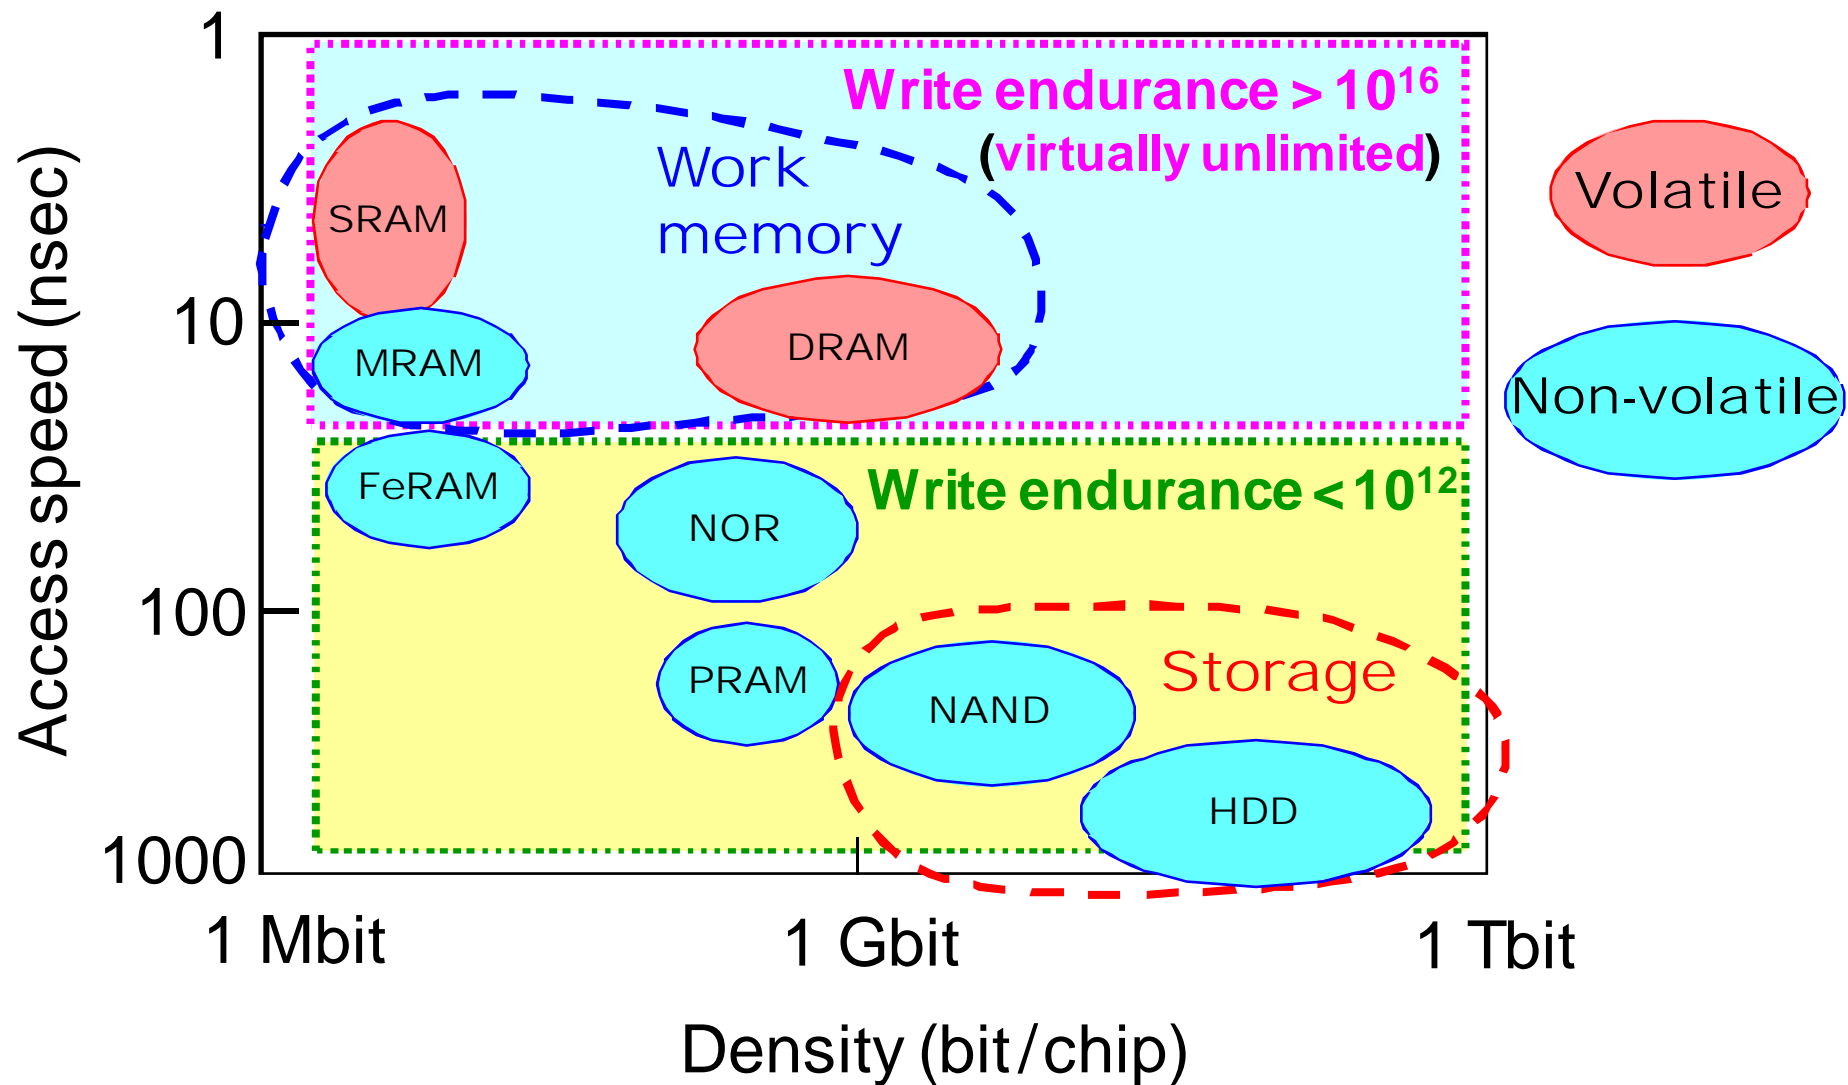 1
Write endurance > 10¹⁶
(virtually unlimited)
Work
memory
SRAM
Volatile
10
MRAM
DRAM
Non-volatile
Access speed (nsec)
FeRAM
Write endurance < 10¹²
NOR
100
PRAM
NAND
Storage
HDD
1000
1 Mbit
1 Gbit
1 Tbit
Density (bit/chip)